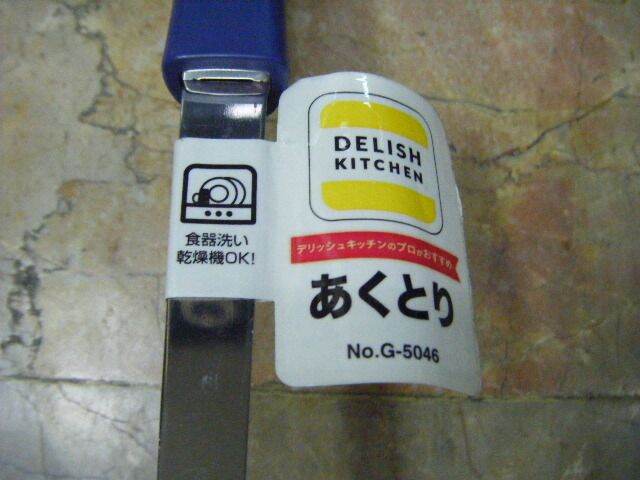 DELISH
KITCHEN
デリッシュキッチンのプロがおすすめ
あくとり
No.G-5046
食器洗い
乾燥機OK!